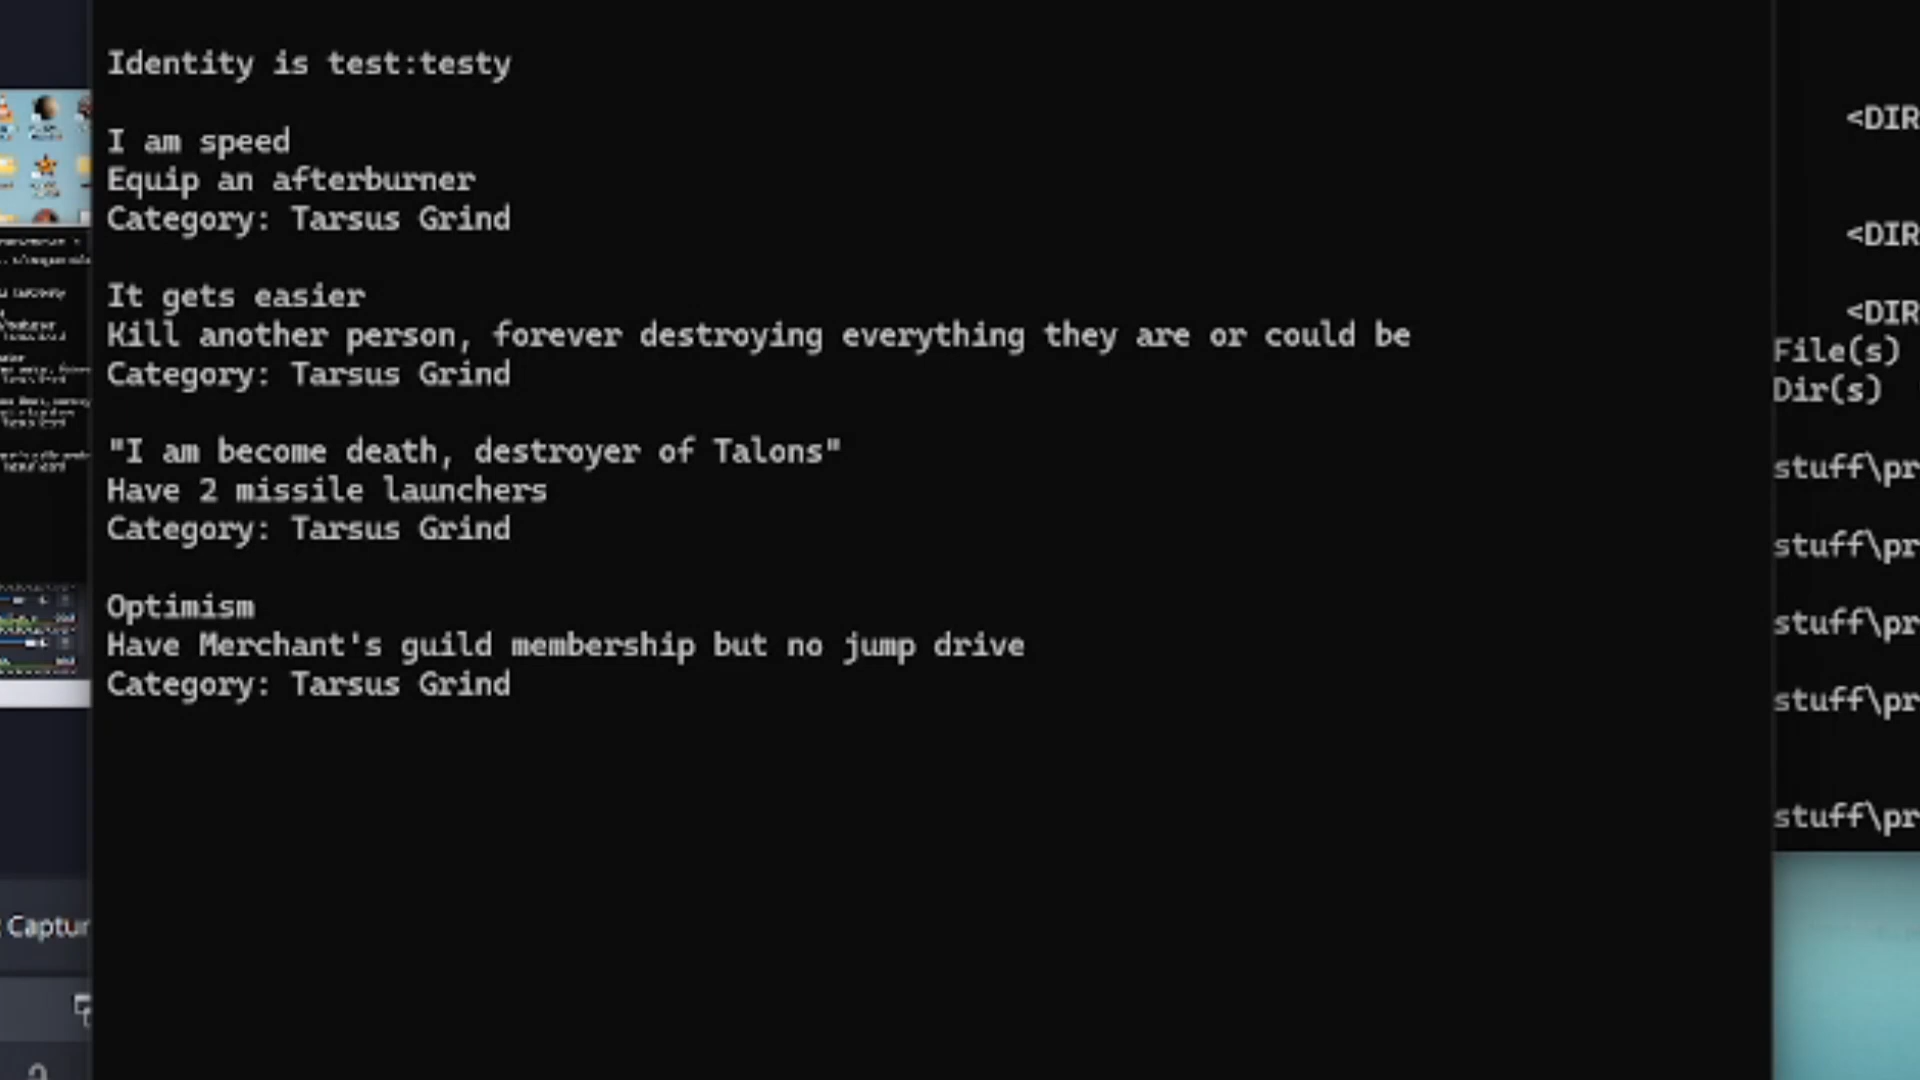 Identity is test:testy
I am speed
Equip an afterburner
Category: Tarsus Grind
It gets easier
Kill another person, forever destroying everything they are or could be
Category: Tarsus Grind
"I am become death, destroyer of Talons"
Have 2 missile launchers
Category: Tarsus Grind
Optimism
Have Merchant's guild membership but no jump drive
Category: Tarsus Grind
<DIR
<DIR
<DIR
File(s)
Dir(s)
stuff\pr
stuff\pr
stuff\pr
stuff\pr
stuff\pr
Captur